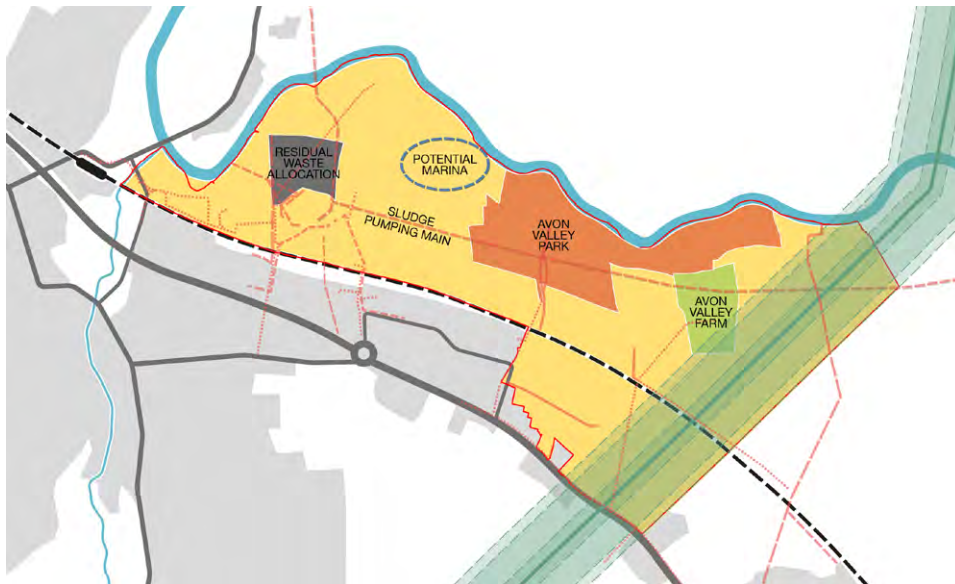 RESIDUAL
WASTE
ALLOCATION
POTENTIAL
MARINA
SLUDGE
PUMPING MAIN
AVON
VALLEY
PARK
AVON
VALLEY
FARM